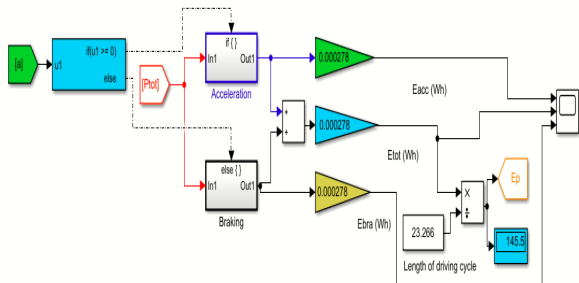 [a]
u1
if(u1 >= 0)
else
[Ptot]
if { }
In1
Out1
Acceleration
else { }
In1
Out1
Braking
+
+
0.000278
Eacc (Wh)
0.000278
Etot (Wh)
0.000278
Ebra (Wh)
23.266
Length of driving cycle
×
÷
Ep
145.5